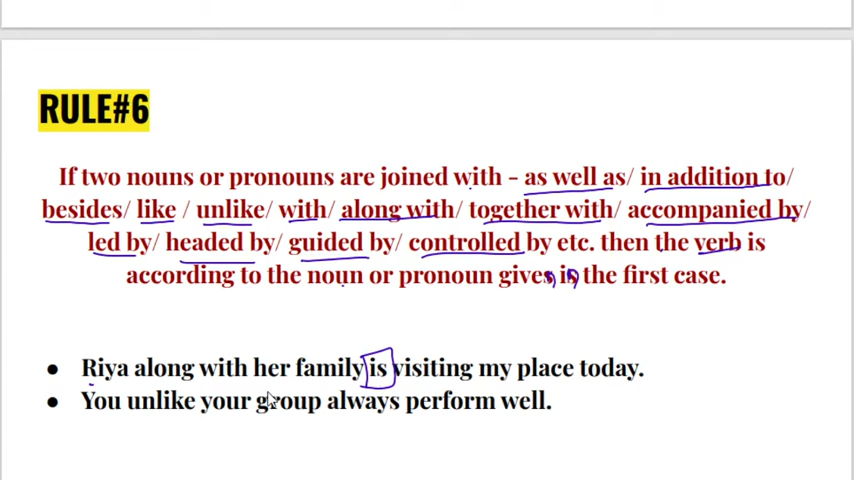 RULE#6
If two nouns or pronouns are joined with - as well as/ in addition to/
besides/ like / unlike/ with/ along with/ together with/ accompanied by/
led by/ headed by/ guided by/ controlled by etc. then the verb is
according to the noun or pronoun gives is the first case.
● Riya along with her family is visiting my place today.
● You unlike your group always perform well.